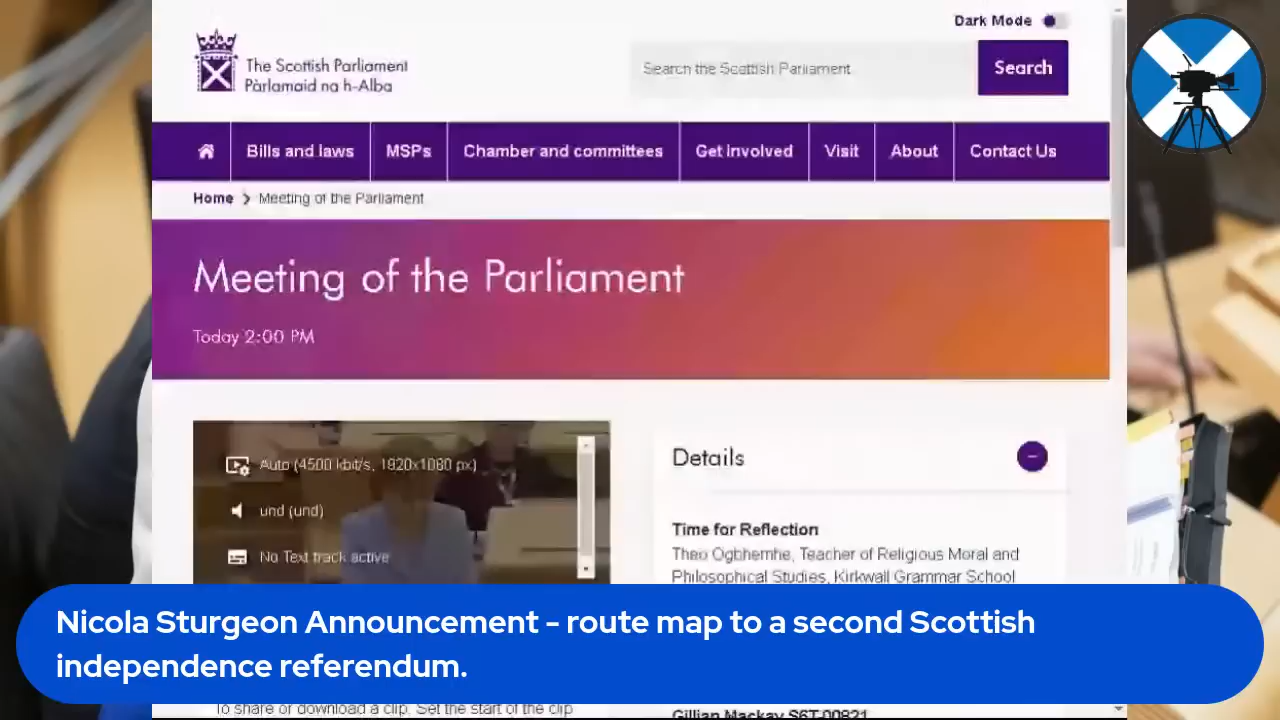 Dark Mode
The Scottish Parliament
Pàrlamaid na h-Alba
Search the Scottish Parliament
Search
Bills and laws
MSPs
Chamber and committees
Get involved
Visit
About
Contact Us
Home > Meeting of the Parliament
Meeting of the Parliament
Today 2:00 PM
Auto (4500 kbit/s, 1920x1080 px)
und (und)
No Text track active
Details
Time for Reflection
Theo Ogbhemhe, Teacher of Religious Moral and
Philosophical Studies, Kirkwall Grammar School
Nicola Sturgeon Announcement - route map to a second Scottish
independence referendum.
To share or download a clip. Set the start of the clip
Gillian Mackay S6T-00821